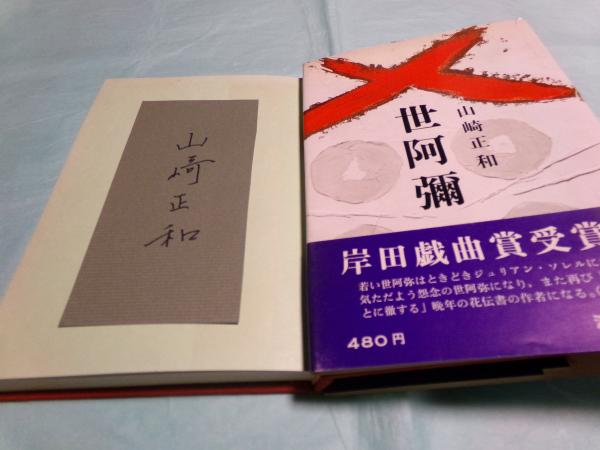 山崎正和
山崎正和
世阿彌
岸田戯曲賞受賞
若い世阿弥はときどきジュリアン・ソレルに
気ただよう怨念の世阿弥になり、また再び
とに徹する」晩年の花伝書の作者になる。
480円